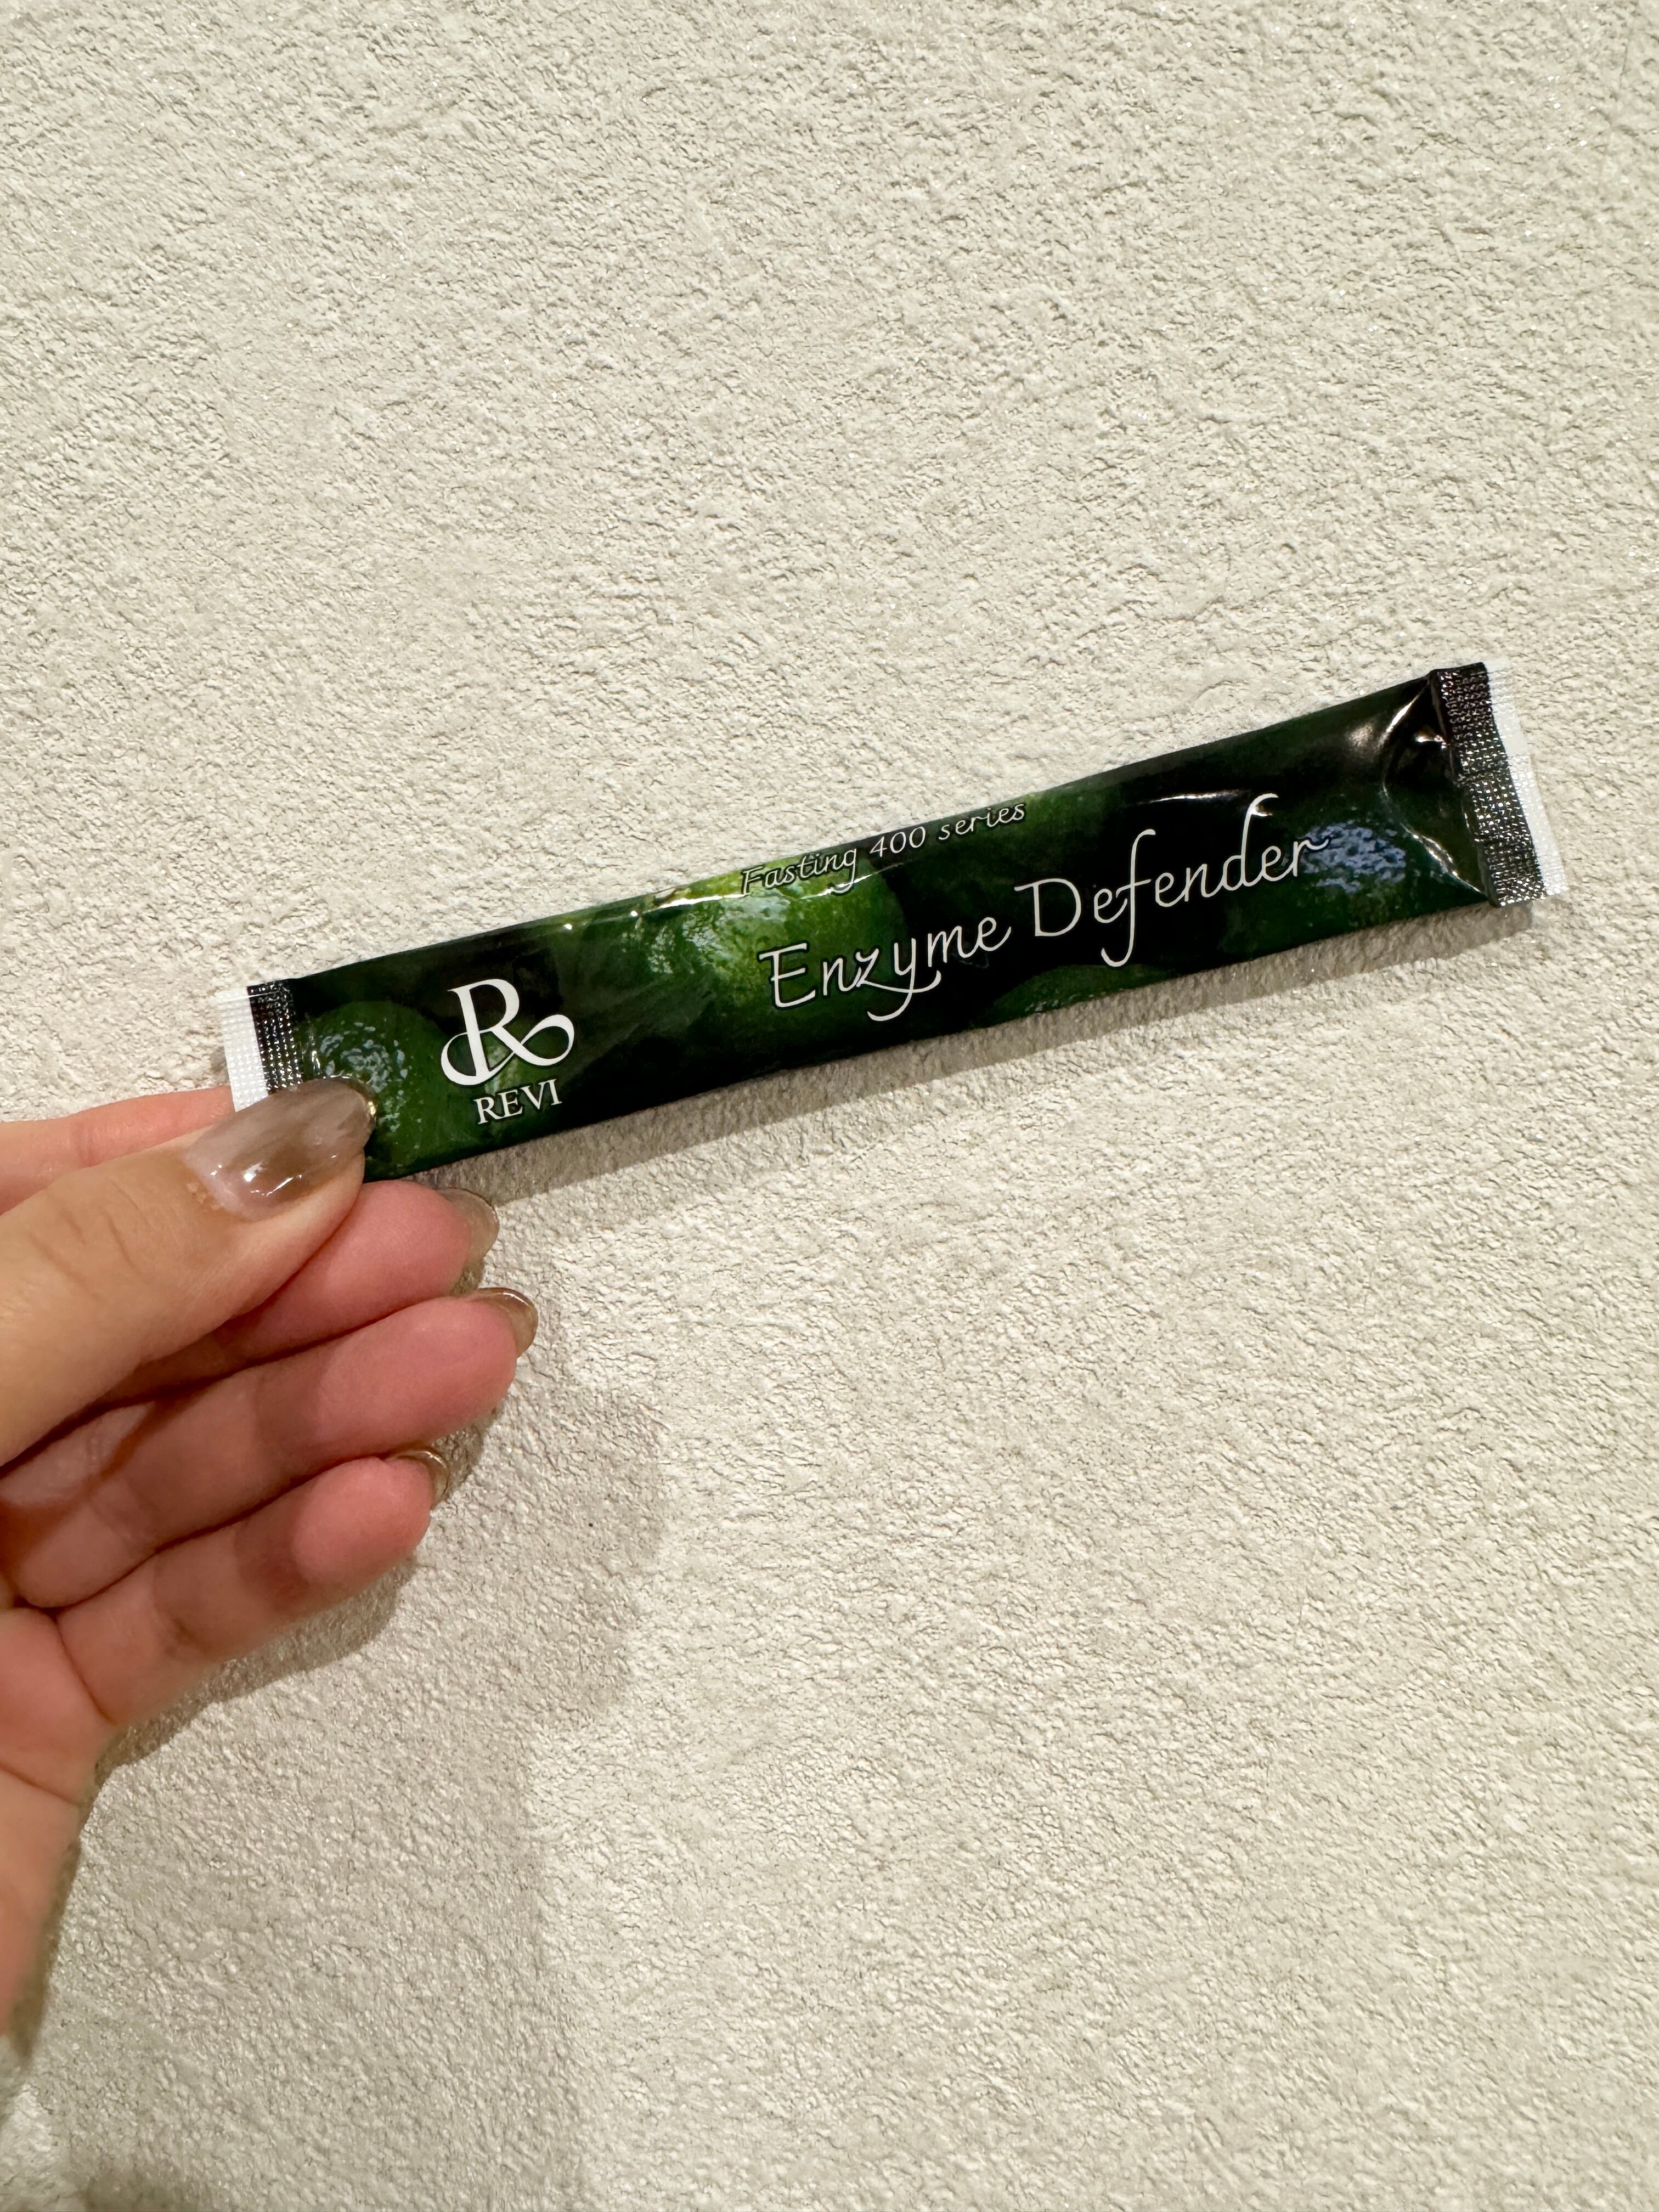 Fasting 400 series
Enzyme Defender
R
REVI